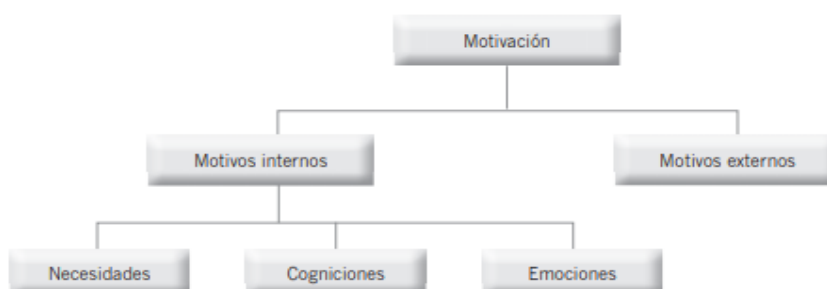 Motivación
Motivos internos
Motivos externos
Necesidades
Cogniciones
Emociones